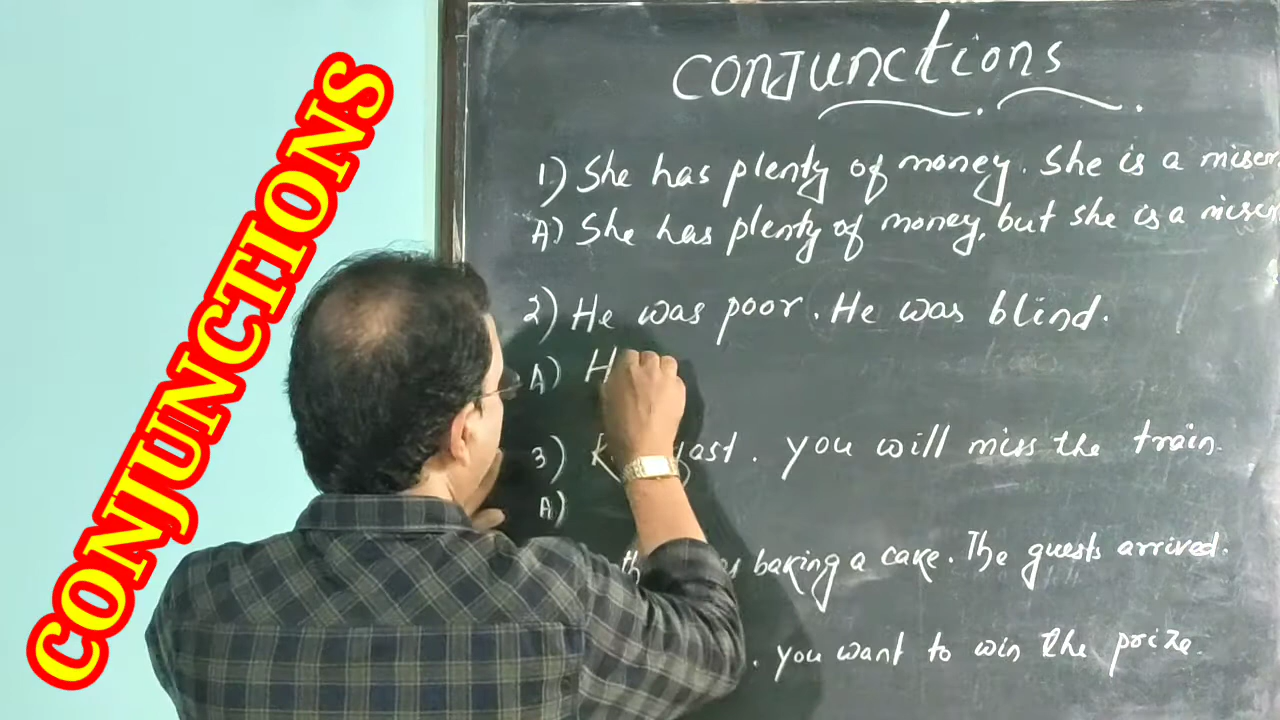 CONJUNCTIONS
CONJUNCTIONS
1) She has plenty of money. She is a miser
A) She has plenty of money, but she is a miser
2) He was poor. He was blind.
A) H
3) fast. you will miss the train.
A)
baking a cake. The guests arrived.
. you want to win the prize.